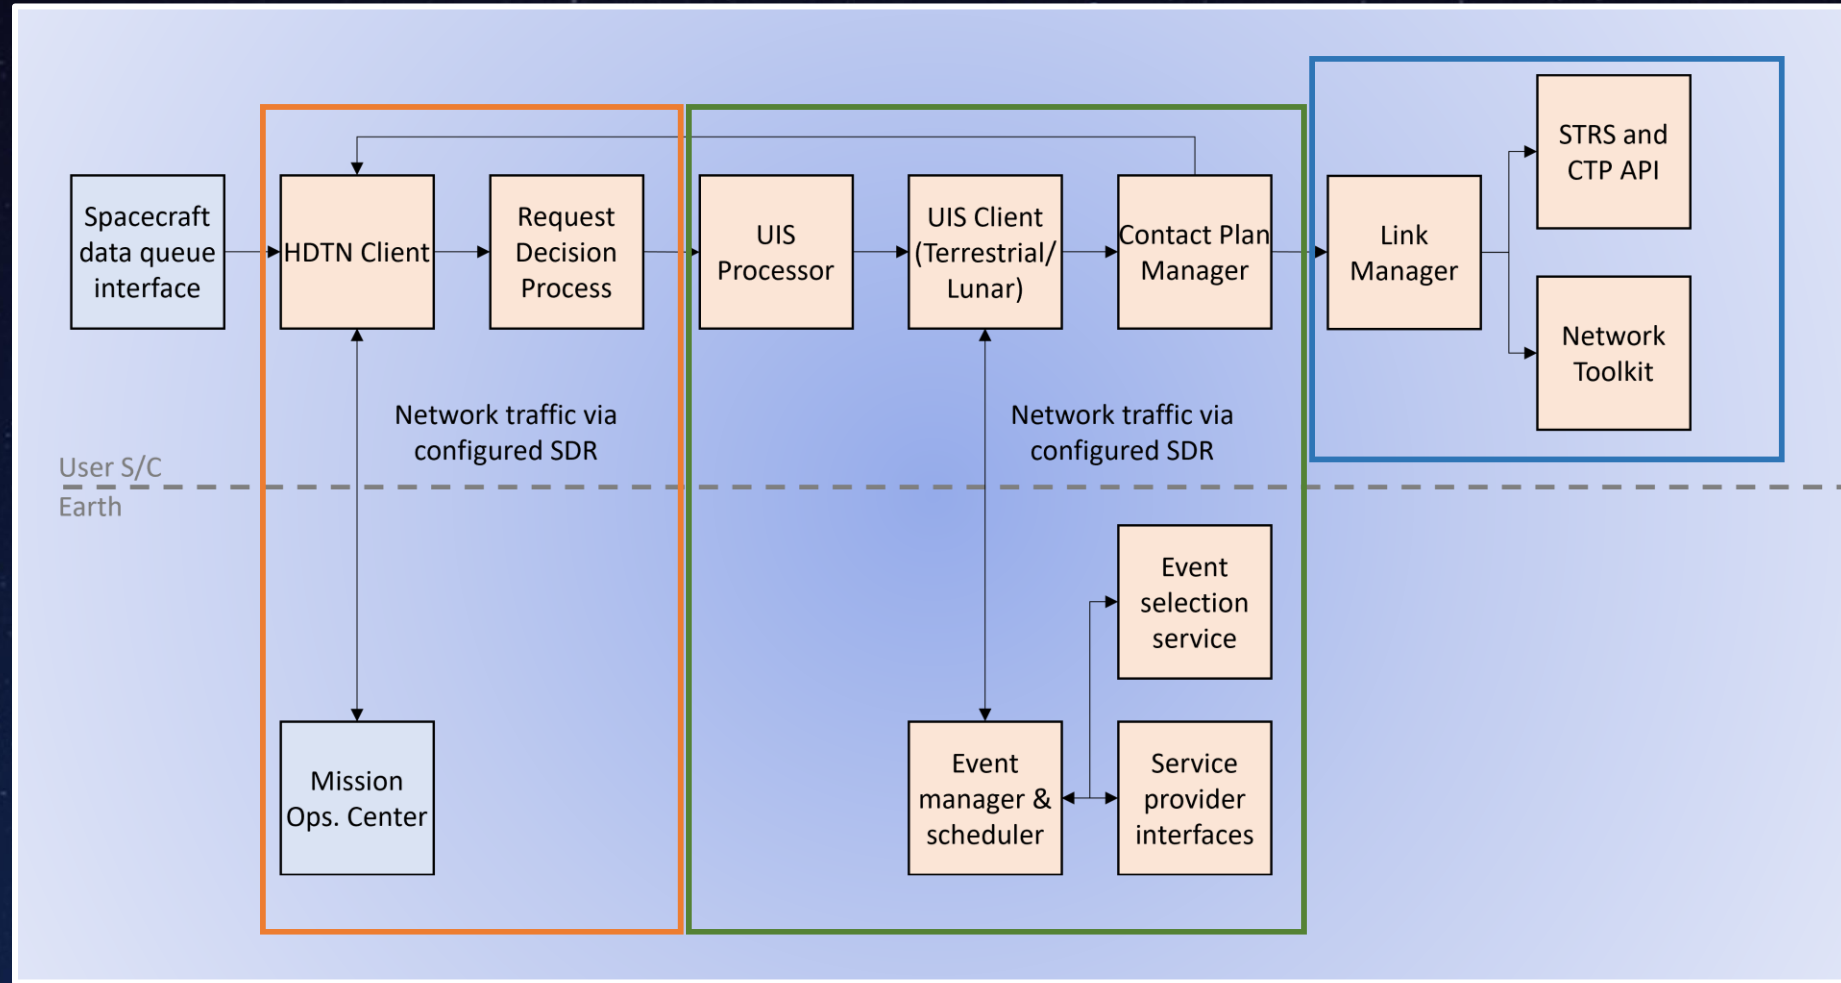 Spacecraft
data queue
interface
HDTN Client
Request
Decision
Process
UIS
Processor
UIS Client
(Terrestrial/
Lunar)
Contact Plan
Manager
Link
Manager
STRS and
CTP API
Network
Toolkit
Network traffic via
configured SDR
Network traffic via
configured SDR
User S/C
Earth
Event
selection
service
Mission
Ops. Center
Event
manager &
scheduler
Service
provider
interfaces